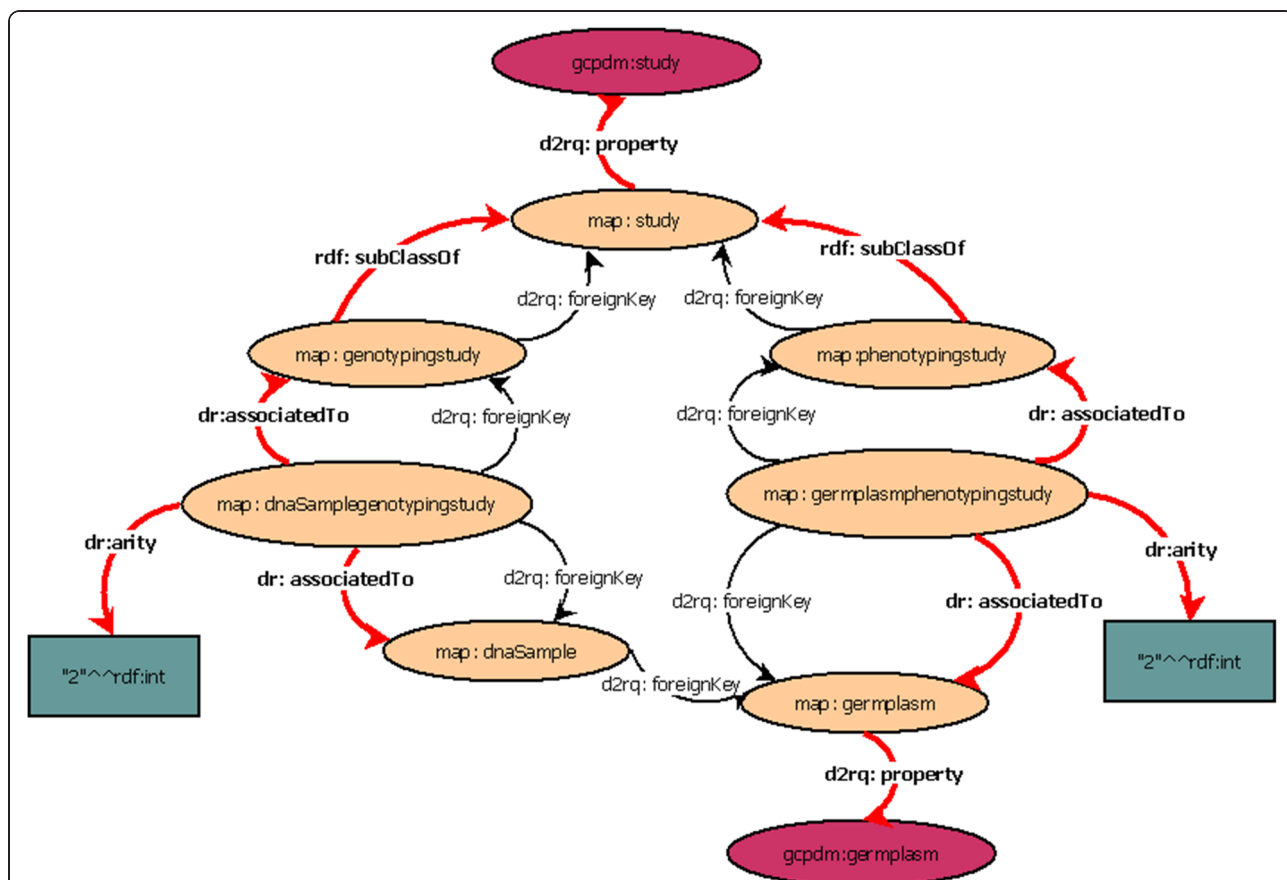 gcpdm:study
d2rq: property
map: study
rdf: subClassOf
rdf: subClassOf
d2rq: foreignKey
d2rq: foreignKey
map: genotypingstudy
map:phenotypingstudy
dr:associatedTo
d2rq: foreignKey
d2rq: foreignKey
dr: associatedTo
map: dnaSamplegenotypingstudy
map: germplasmphenotypingstudy
dr:arity
dr:arity
dr: associatedTo
d2rq: foreignKey
d2rq: foreignKey
dr: associatedTo
map: dnaSample
"2"^^rdf:int
"2"^^rdf:int
d2rq: foreignKey
map: germplasm
d2rq: property
gcpdm:germplasm